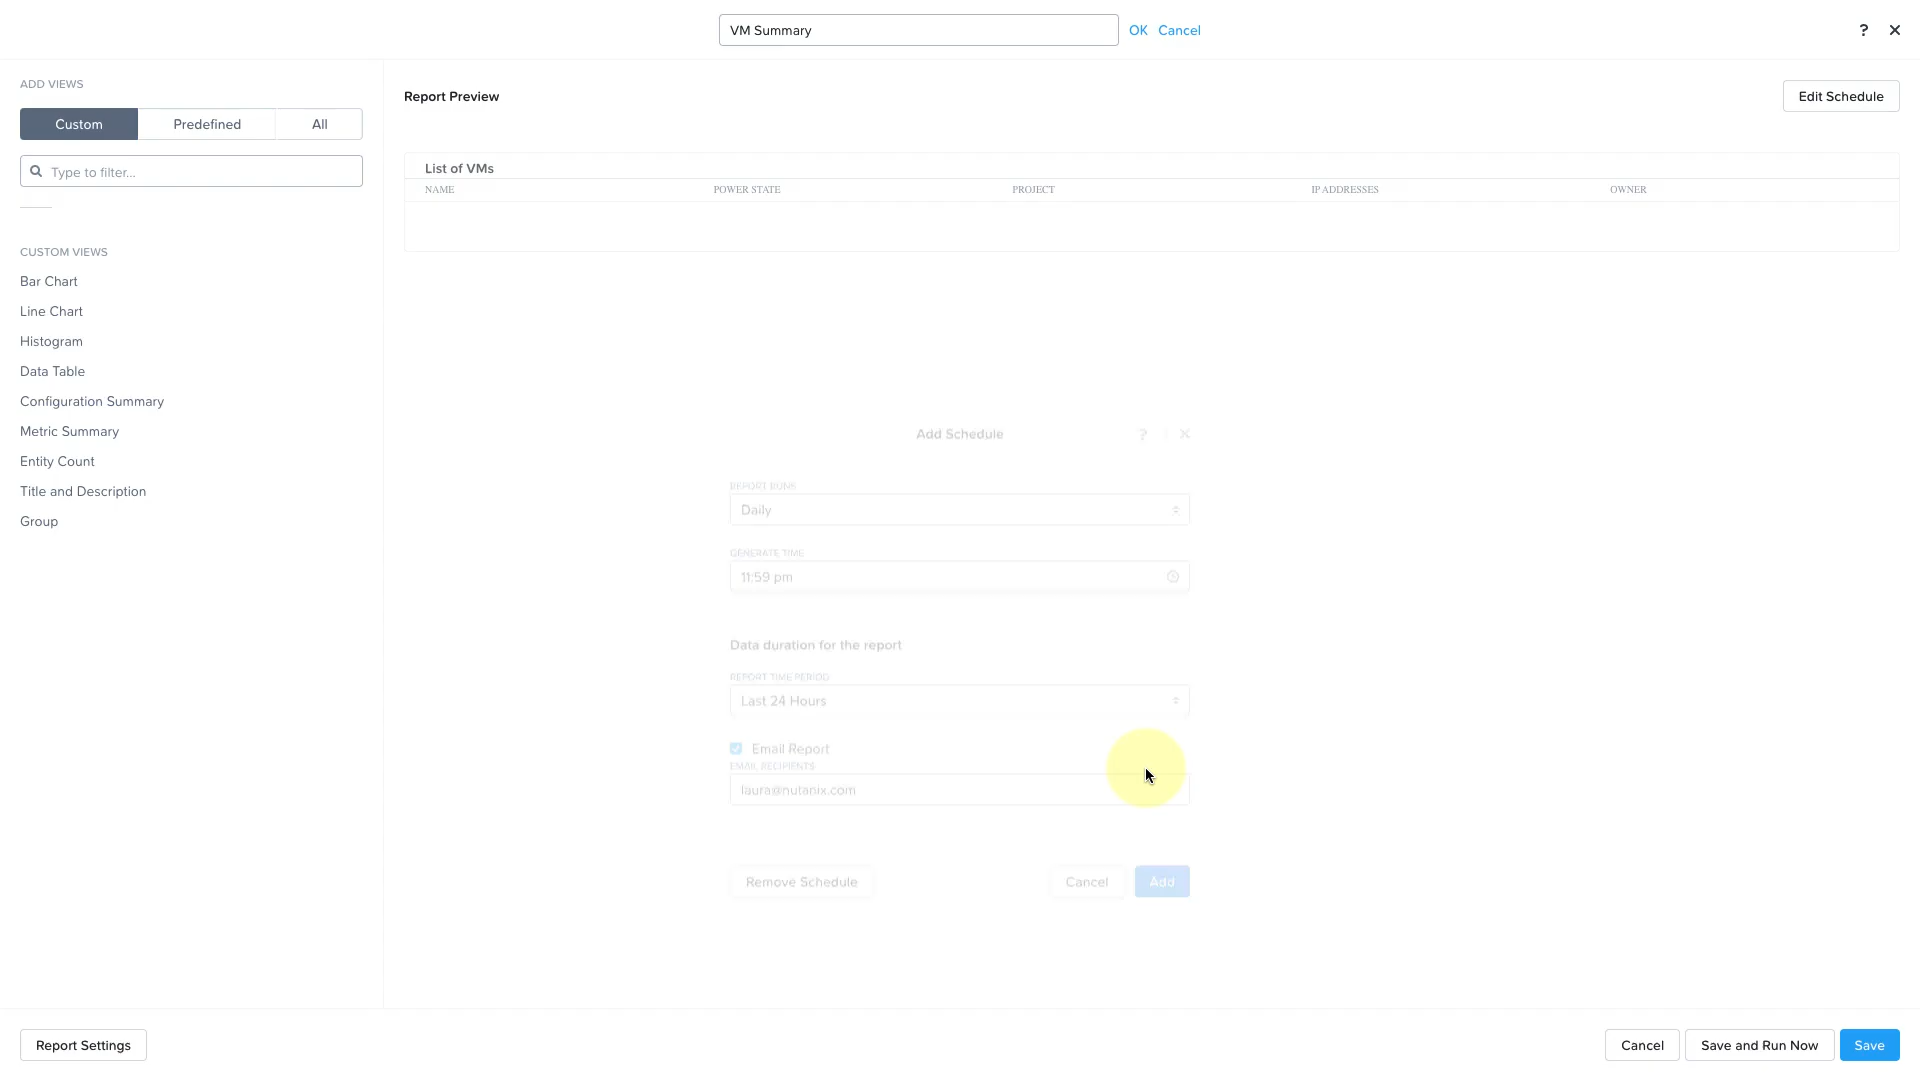 VM Summary
OK Cancel
?
ADD VIEWS
Custom Predefined All
Type to filter...
CUSTOM VIEWS
Bar Chart
Line Chart
Histogram
Data Table
Configuration Summary
Metric Summary
Entity Count
Title and Description
Group
Report Preview
Edit Schedule
List of VMs
NAME POWER STATE PROJECT IP ADDRESSES OWNER
Add Schedule
?
REPORT RUNS
Daily
GENERATE TIME
11:59 pm
Data duration for the report
REPORT TIME PERIOD
Last 24 Hours
Email Report
EMAIL RECIPIENTS
laura@nutanix.com
Remove Schedule Cancel Add
Report Settings
Cancel Save and Run Now Save